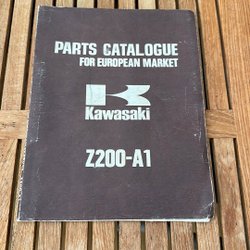 PARTS CATALOGUE
FOR EUROPEAN MARKET
Kawasaki
Z200-A1